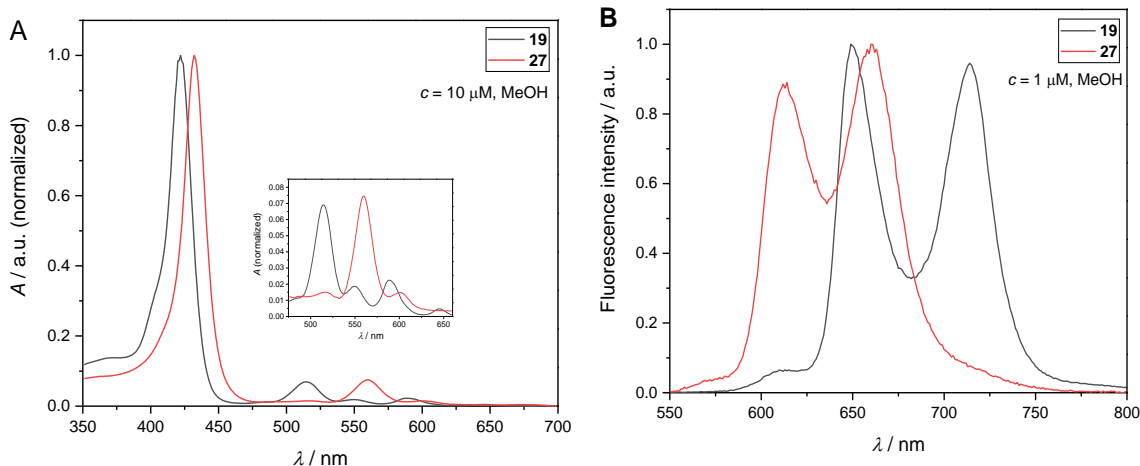 A
19
27
c = 10 μM, MeOH
A / a.u. (normalized)
1.0
0.8
0.6
0.4
0.2
0.0
350 400 450 500 550 600 650 700
λ / nm
A (normalized)
0.08
0.07
0.06
0.05
0.04
0.03
0.02
0.01
0.00
500 550 600 650
λ / nm
B
19
27
c = 1 μM, MeOH
Fluorescence intensity / a.u.
1.0
0.8
0.6
0.4
0.2
0.0
550 600 650 700 750 800
λ / nm